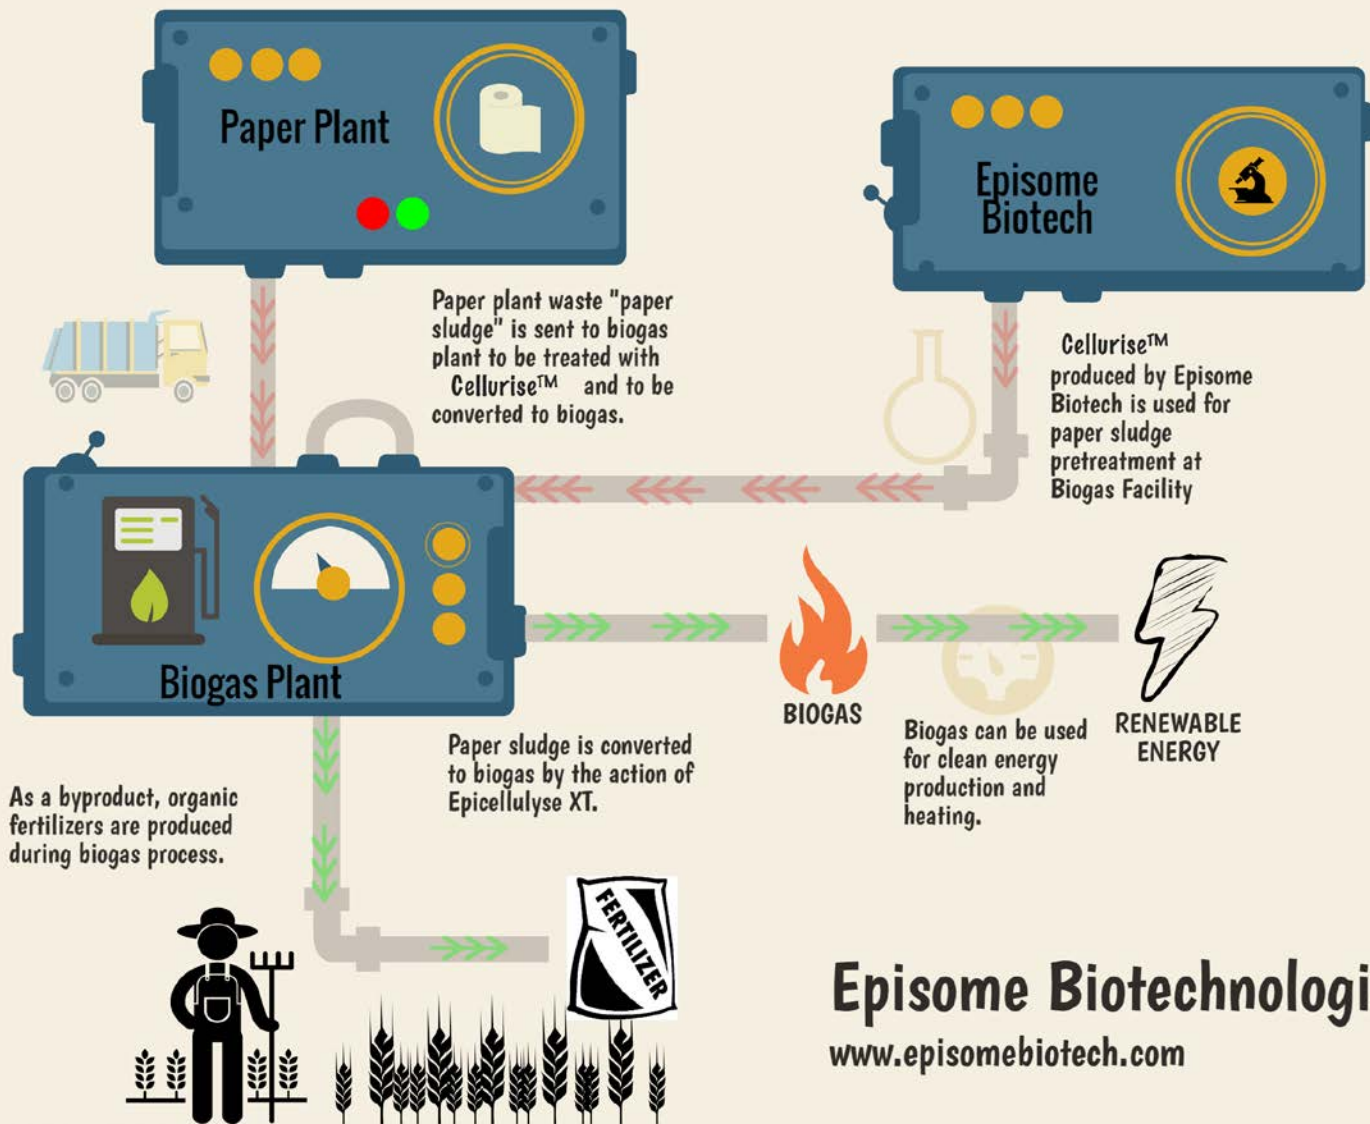 Paper Plant
Episome
Biotech
Paper plant waste "paper
sludge" is sent to biogas
plant to be treated with
Cellurise™ and to be
converted to biogas.
Cellurise™
produced by Episome
Biotech is used for
paper sludge
pretreatment at
Biogas Facility
Biogas Plant
BIOGAS
RENEWABLE
ENERGY
Biogas can be used
for clean energy
production and
heating.
Paper sludge is converted
to biogas by the action of
Epicellulyse XT.
As a byproduct, organic
fertilizers are produced
during biogas process.
FERTILIZER
Episome Biotechnologi
www.episomebiotech.com